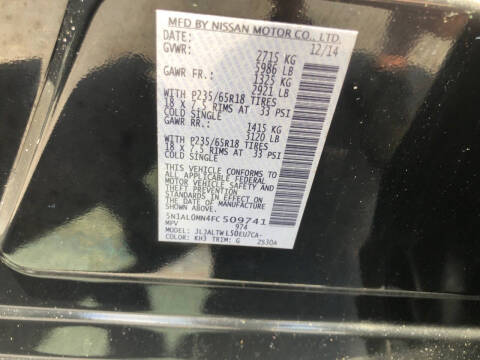 MFD BY NISSAN MOTOR CO., LTD.
DATE: 12/14
GVWR: 2715 KG
5986 LB
GAWR FR: 1325 KG
2921 LB
WITH P235/65R18 TIRES
18 X 7.5 RIMS AT 33 PSI
COLD SINGLE
GAWR RR: 1415 KG
3120 LB
WITH P235/65R18 TIRES
18 X 7.5 RIMS AT 33 PSI
COLD SINGLE
THIS VEHICLE CONFORMS TO
ALL APPLICABLE FEDERAL
MOTOR VEHICLE SAFETY AND
THEFT PREVENTION STANDARDS
IN EFFECT ON THE DATE OF
MANUFACTURE SHOWN
ABOVE.
5N1AL0MN4FC509741
MPV 974
MODEL: JLJALTWL50EU7CA-
COLOR: KH3 TRIM: G 2530A